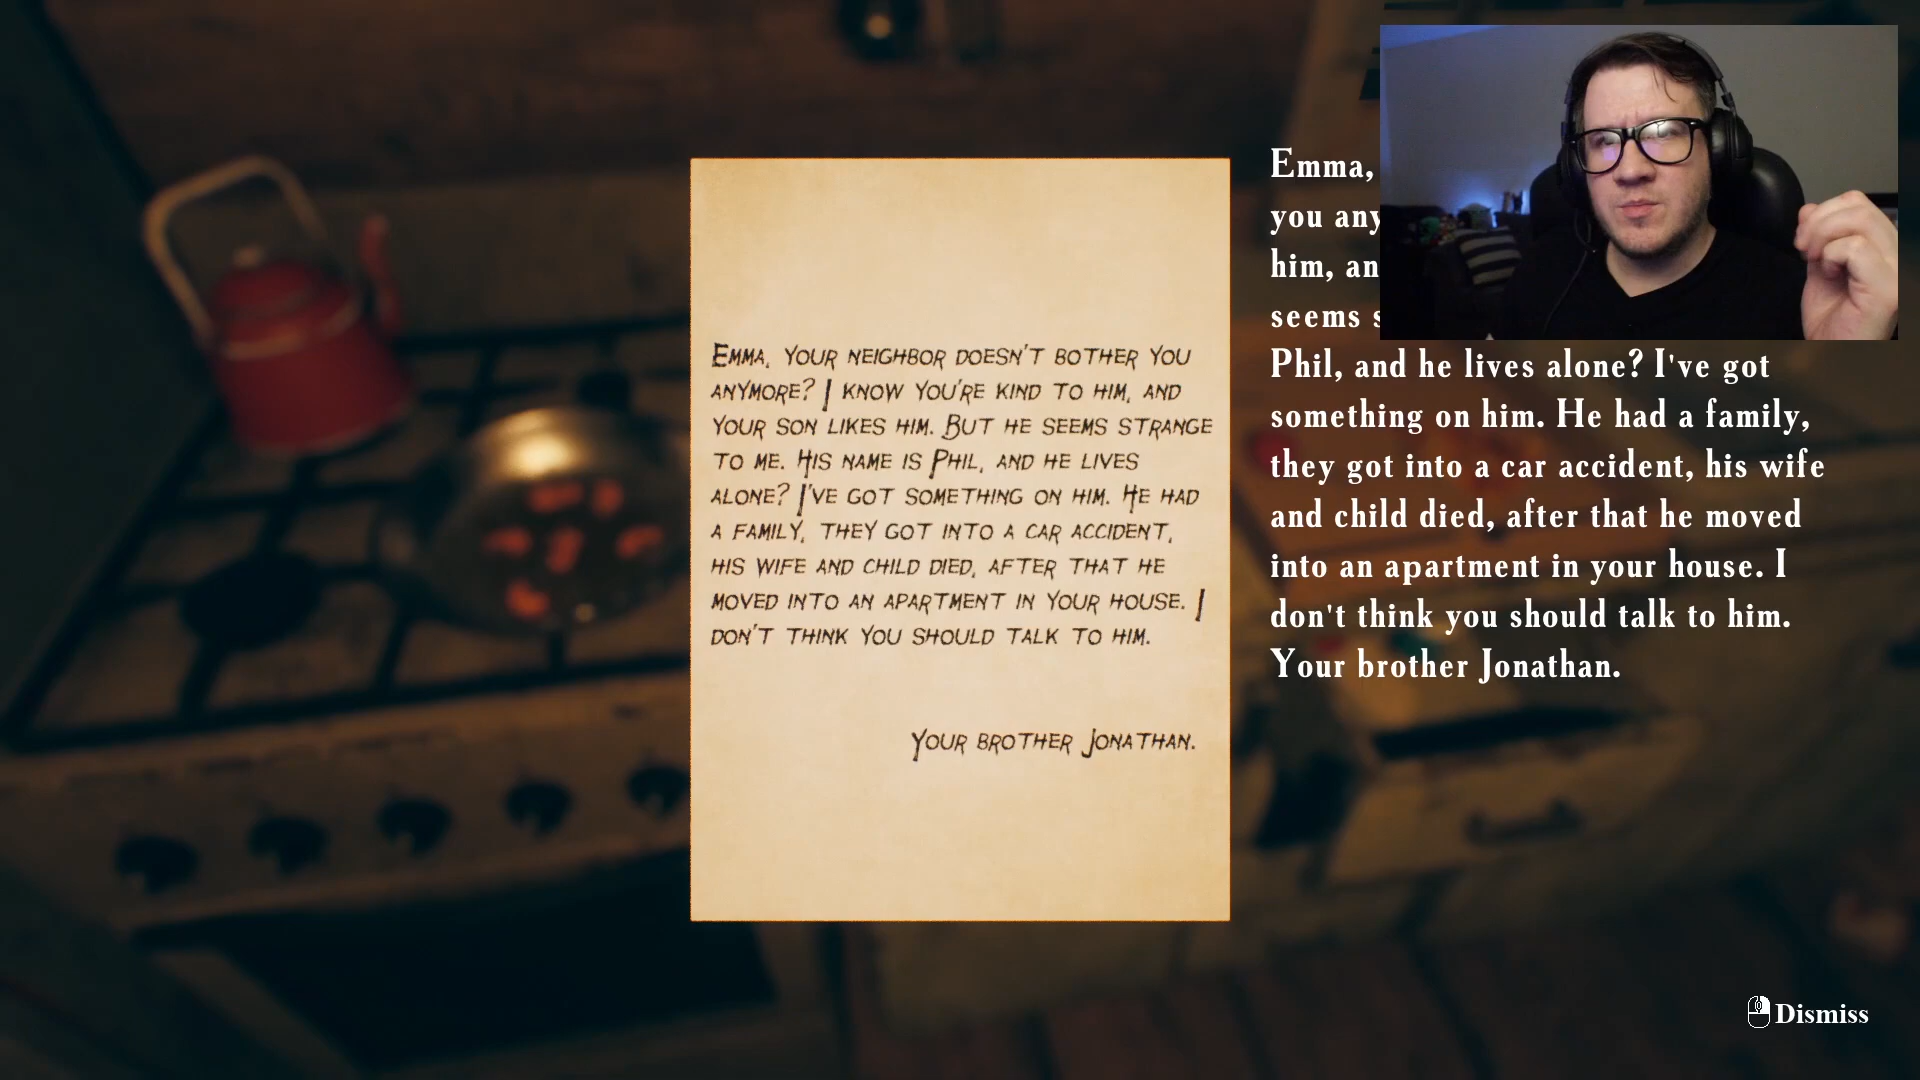 Emma, your neighbor doesn't bother you
anymore? I know you're kind to him, and
your son likes him. But he seems strange
to me. His name is Phil, and he lives
alone? I've got something on him. He had
a family, they got into a car accident,
his wife and child died, after that he
moved into an apartment in your house. I
don't think you should talk to him.
Your brother Jonathan.
Emma,
you any
him, an
seems s
Phil, and he lives alone? I've got
something on him. He had a family,
they got into a car accident, his wife
and child died, after that he moved
into an apartment in your house. I
don't think you should talk to him.
Your brother Jonathan.
Dismiss